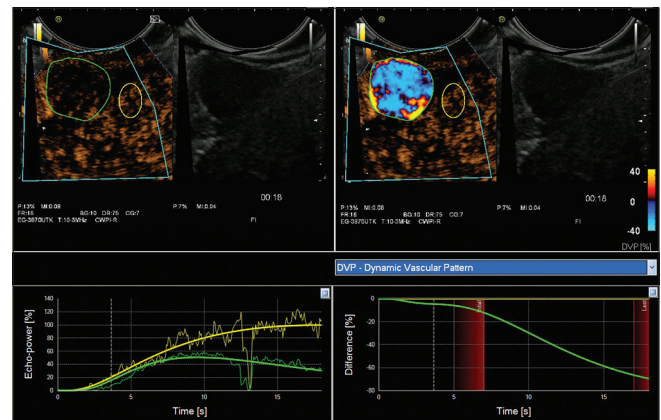 00:18
P:13% MI:0.08
P:7% MI:0.04
FR:16 BG:10 DR:75 CG:7
EG-3870UTK T:10-3MHz CWPI-R
FI
00:18
P:13% MI:0.08
P:7% MI:0.04
FR:16 BG:10 DR:75 CG:7
EG-3870UTK T:10-3MHz CWPI-R
FI
40
0
-40
DVP [%]
DVP - Dynamic Vascular Pattern
Echo-power [%]
140
120
100
80
60
40
20
0
0
5
10
15
Time [s]
Difference [%]
0
-20
-40
-60
-80
0
5
10
15
Time [s]